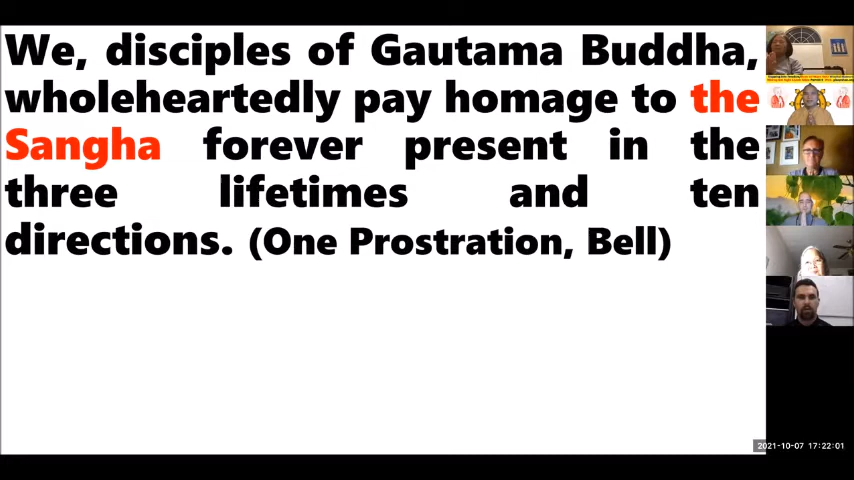 We, disciples of Gautama Buddha,
wholeheartedly pay homage to the
Sangha forever present in the
three lifetimes and ten
directions. (One Prostration, Bell)
2021-10-07 17:22:01